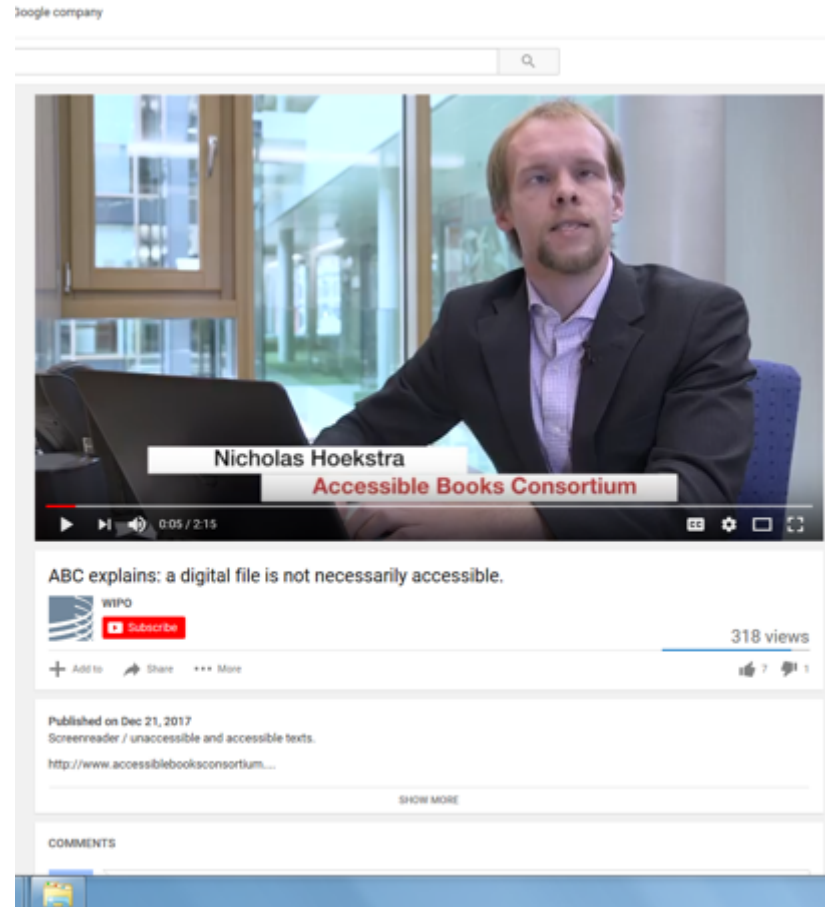 Google company
Nicholas Hoekstra
Accessible Books Consortium
0:05 / 2:15
CC
ABC explains: a digital file is not necessarily accessible.
WIPO
Subscribe
318 views
Add to Share More
7 1
Published on Dec 21, 2017
Screenreader / unaccessible and accessible texts.
http://www.accessiblebooksconsortium....
SHOW MORE
COMMENTS